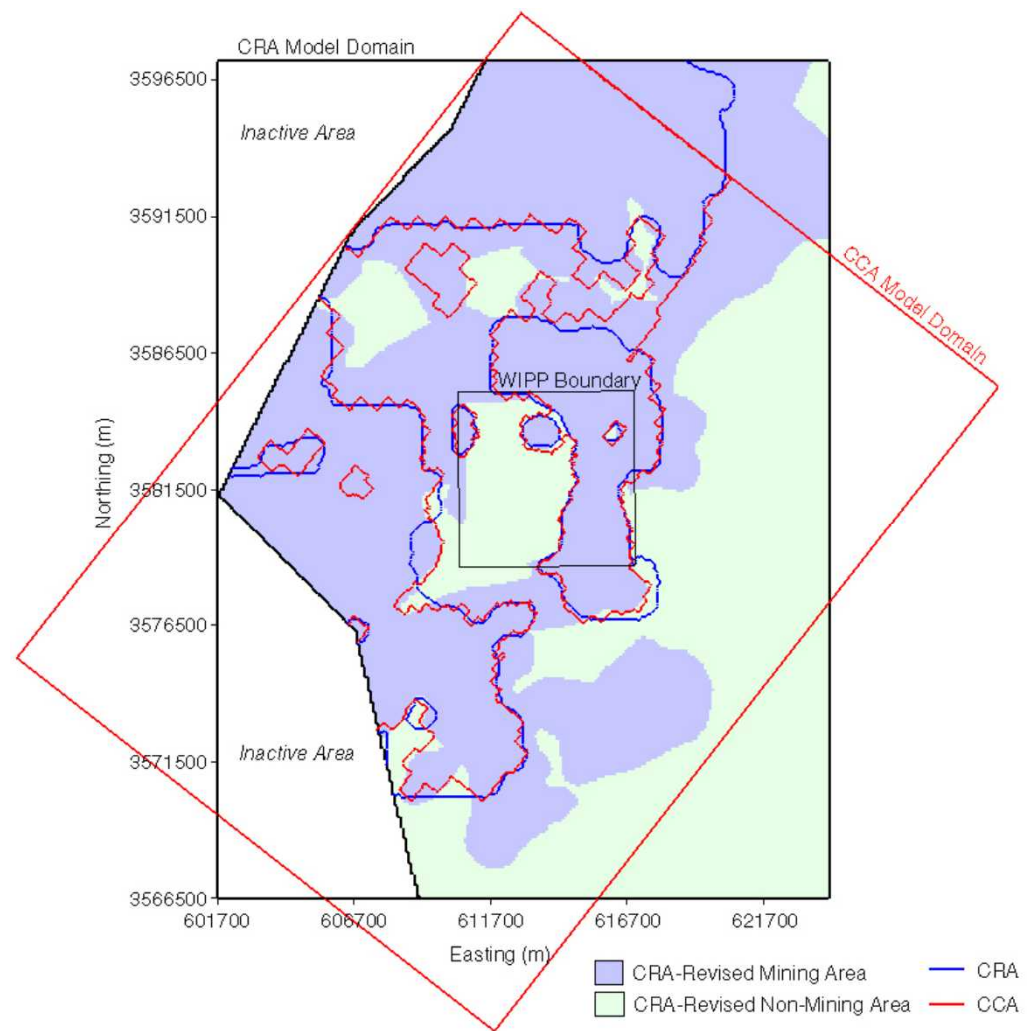 CRA Model Domain
3596500
Inactive Area
3591500
CCA Modal Domain
3586500
WIPP Boundary
3581500
Northing (m)
3576500
Inactive Area
3571500
3566500
601700 606700 611700 616700 621700
Easting (m)
CRA-Revised Mining Area
CRA
CRA-Revised Non-Mining Area
CCA